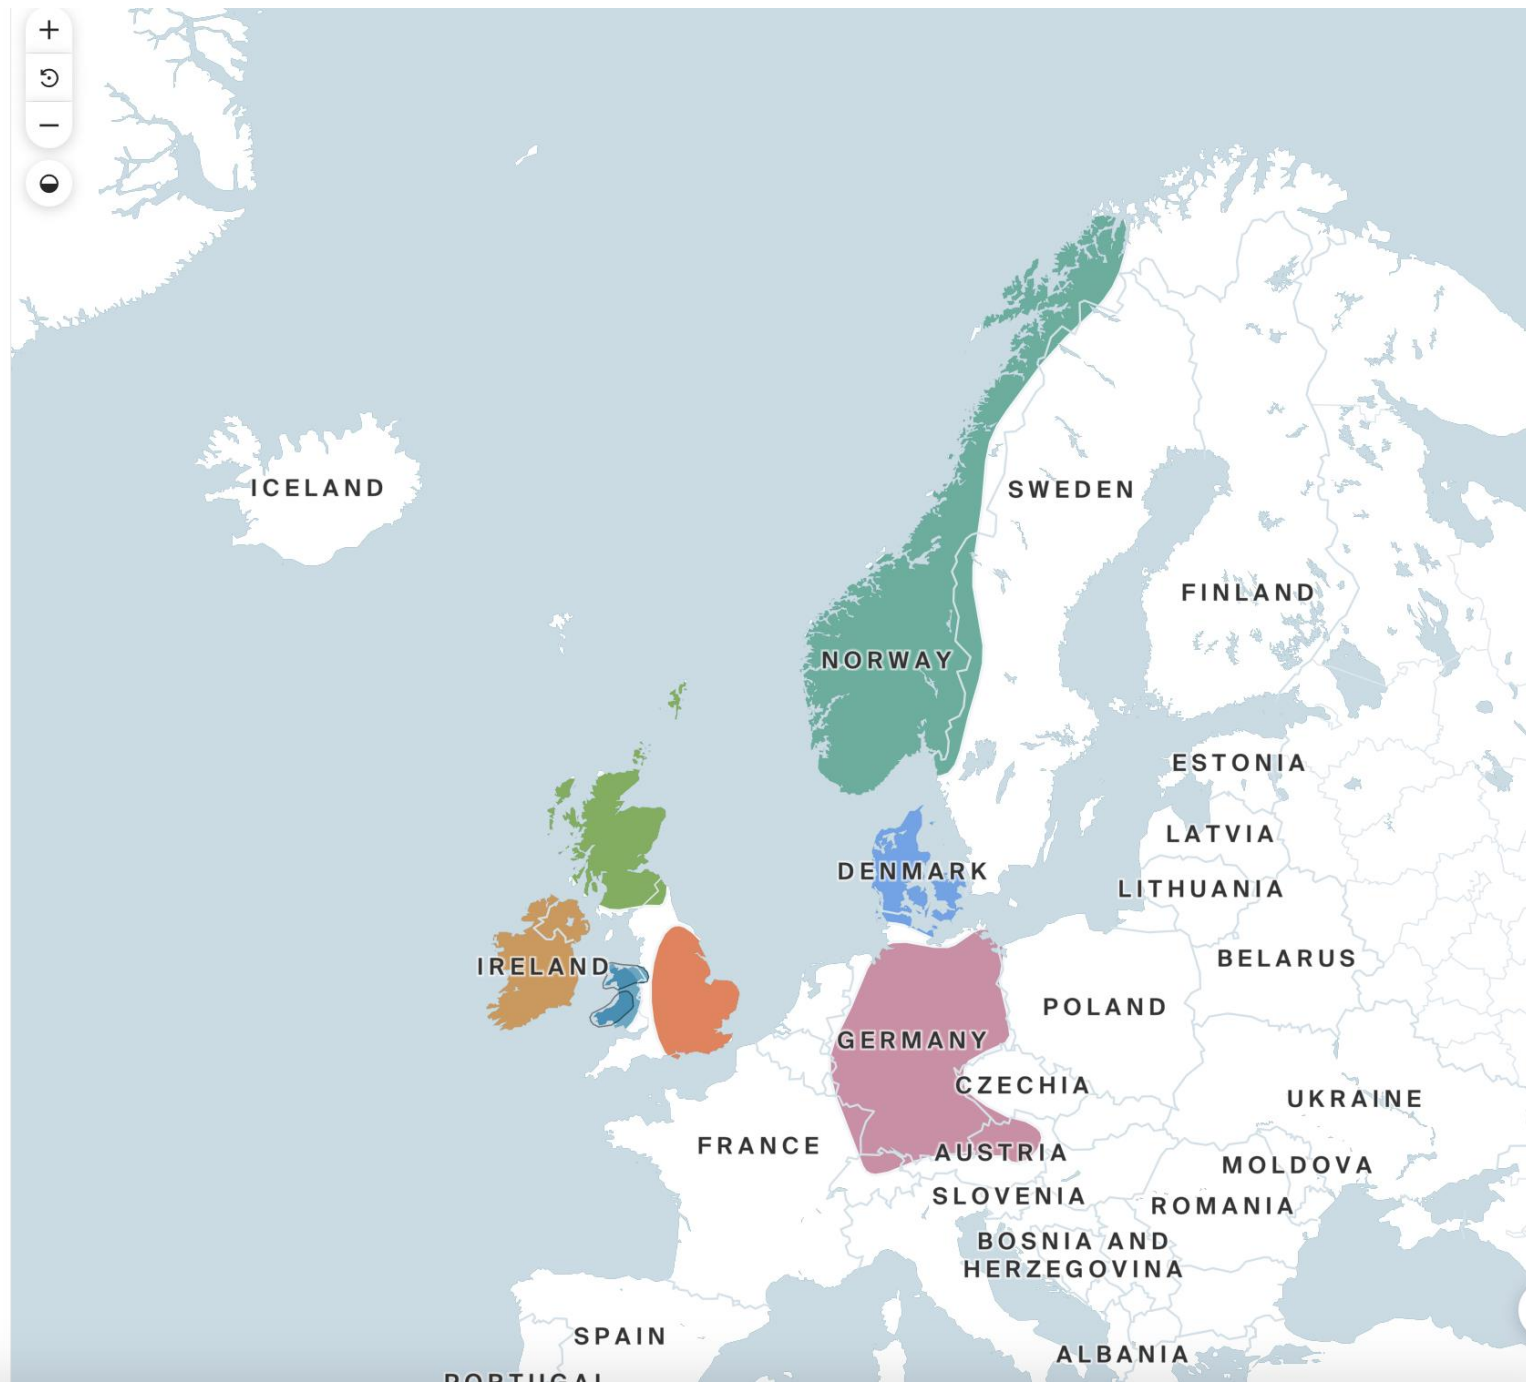 ICELAND
SWEDEN
FINLAND
NORWAY
ESTONIA
LATVIA
DENMARK
LITHUANIA
BELARUS
IRELAND
POLAND
GERMANY
CZECHIA
UKRAINE
FRANCE
AUSTRIA
MOLDOVA
SLOVENIA
ROMANIA
BOSNIA AND
HERZEGOVINA
SPAIN
ALBANIA
PORTUGAL